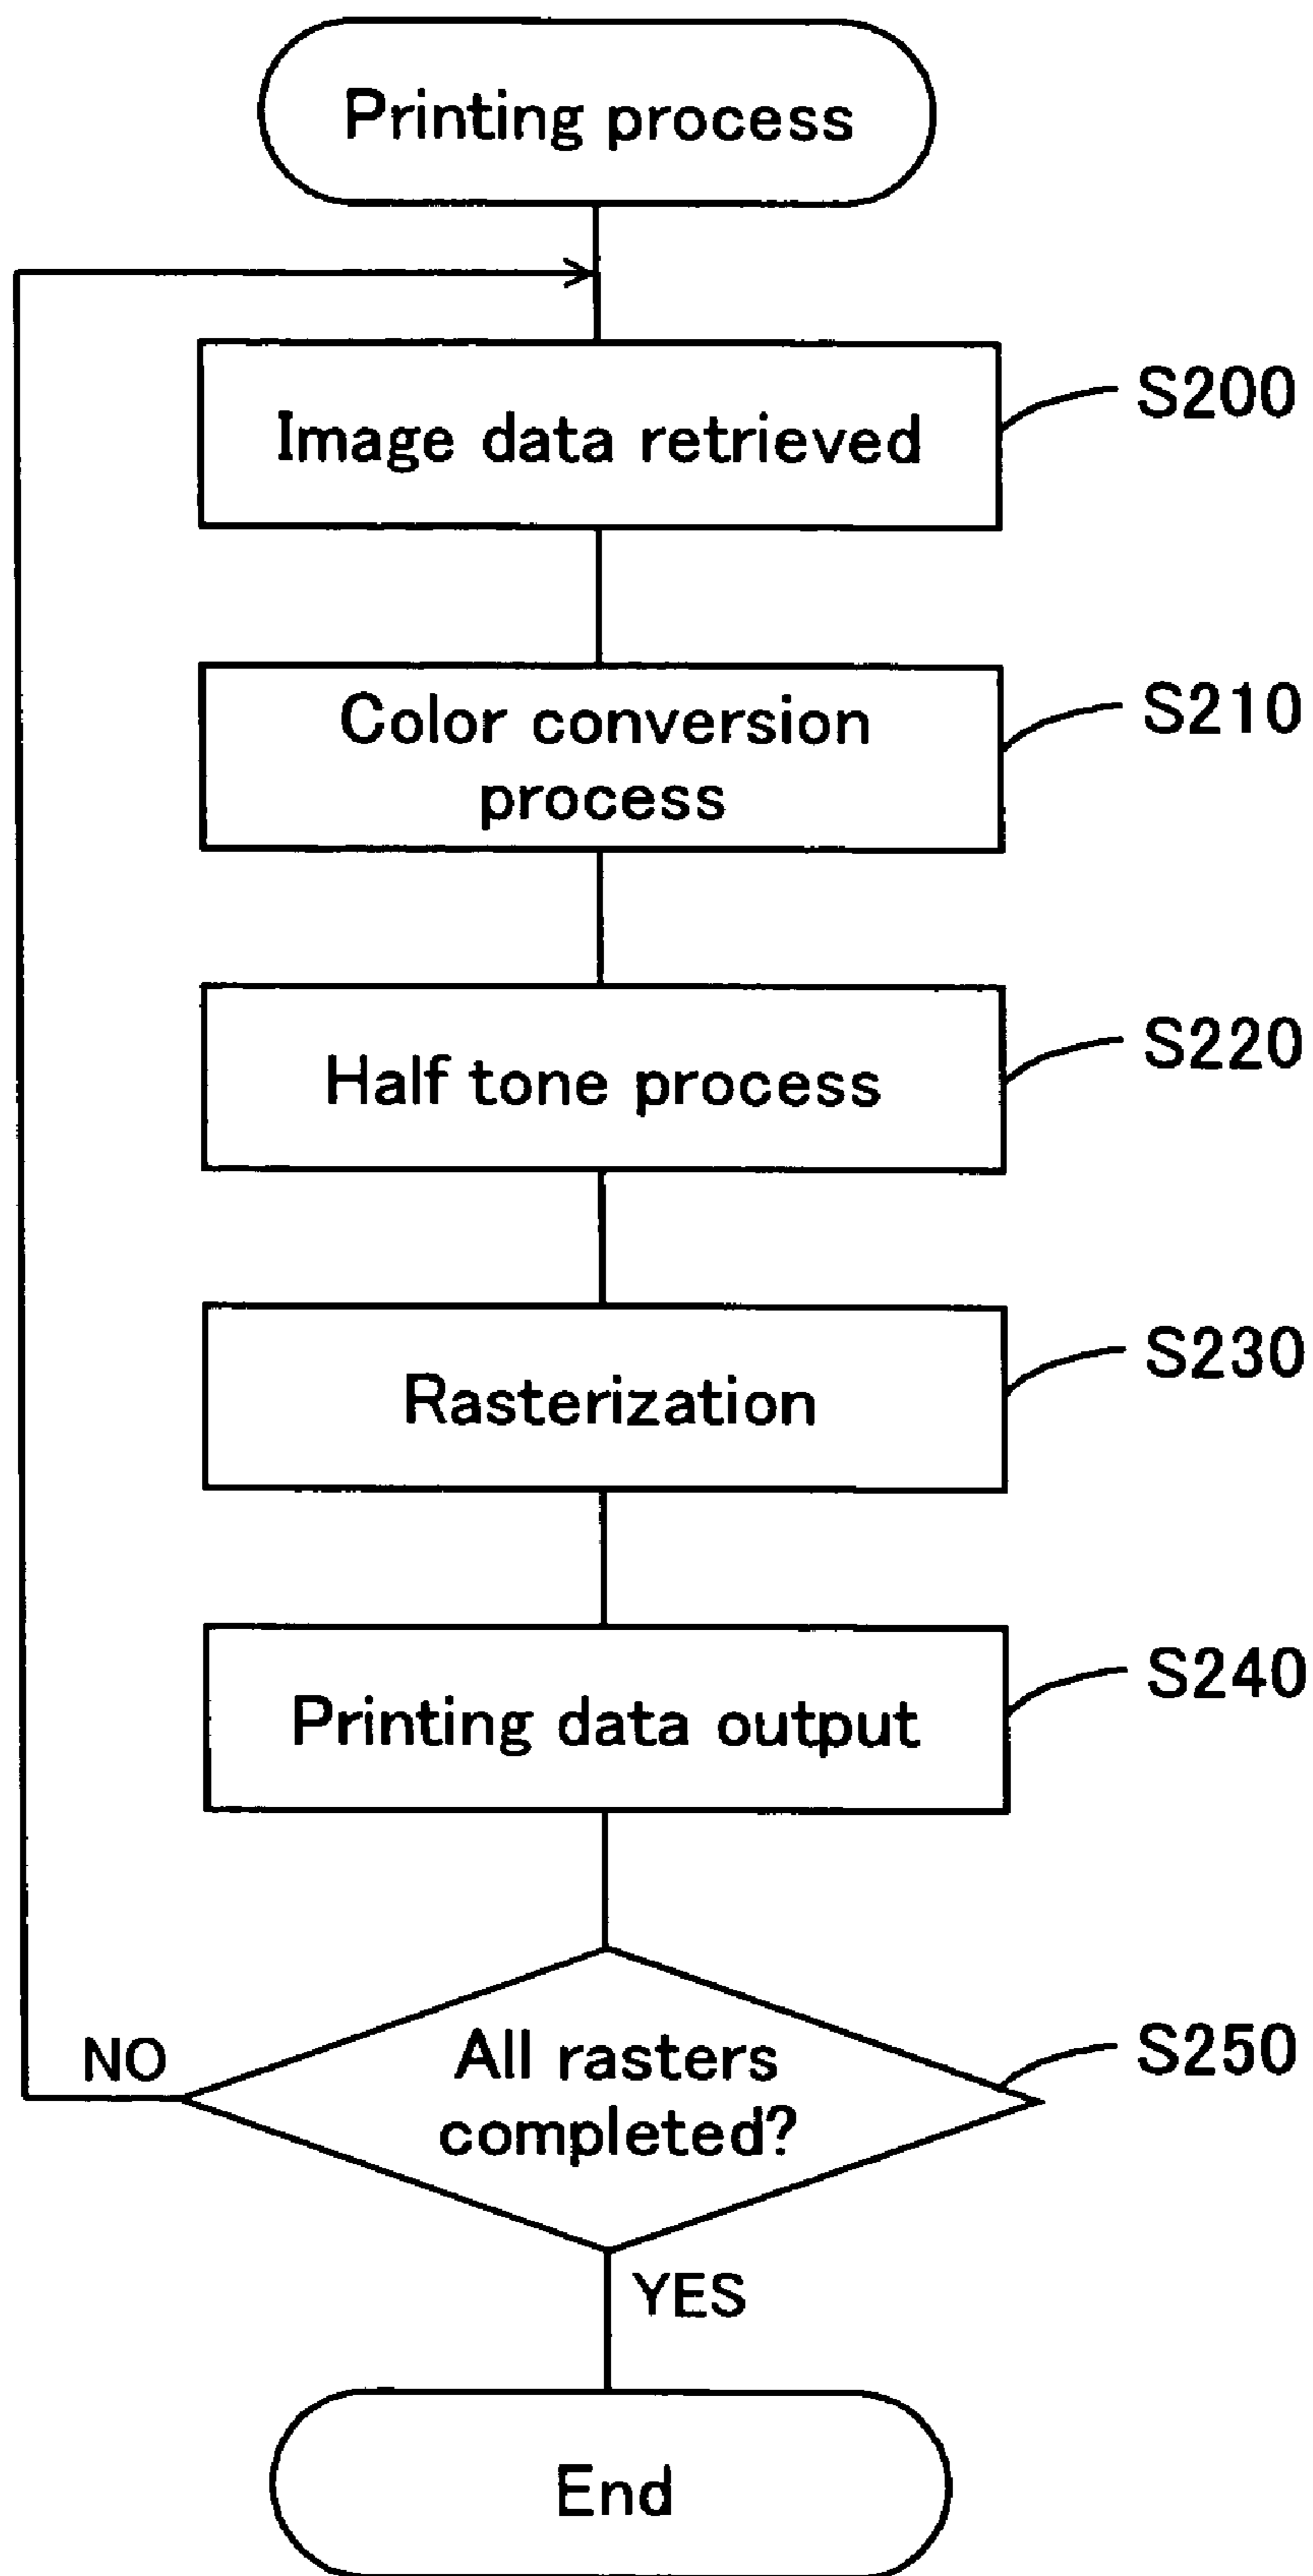 Printing process
Image data retrieved
S200
Color conversion
process
S210
Half tone process
S220
Rasterization
S230
Printing data output
S240
All rasters
completed?
S250
NO
YES
End